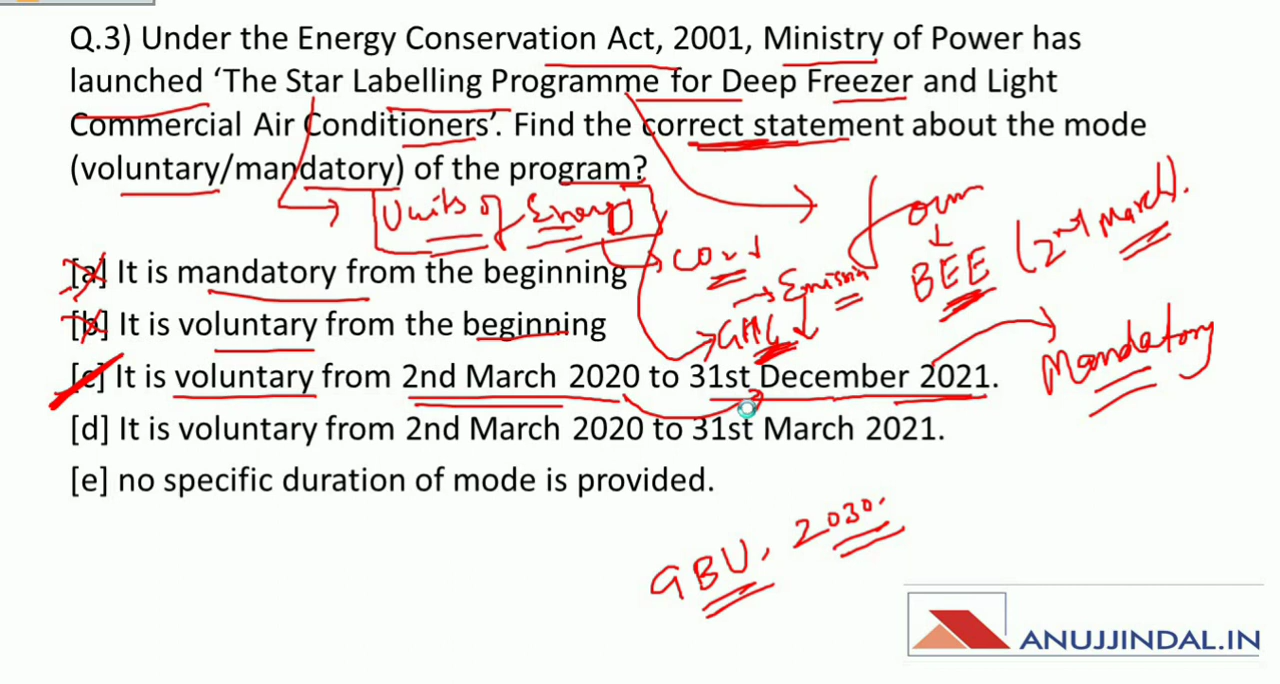 Q.3) Under the Energy Conservation Act, 2001, Ministry of Power has
launched ‘The Star Labelling Programme for Deep Freezer and Light
Commercial Air Conditioners’. Find the correct statement about the mode
(voluntary/mandatory) of the program?
Units of Energy
form
cost
BEE (2nd March).
[a] It is mandatory from the beginning
Emission
[b] It is voluntary from the beginning
GHG
Mandatory
[c] It is voluntary from 2nd March 2020 to 31st December 2021.
[d] It is voluntary from 2nd March 2020 to 31st March 2021.
[e] no specific duration of mode is provided.
9BU, 2030.
ANUJJINDAL.IN